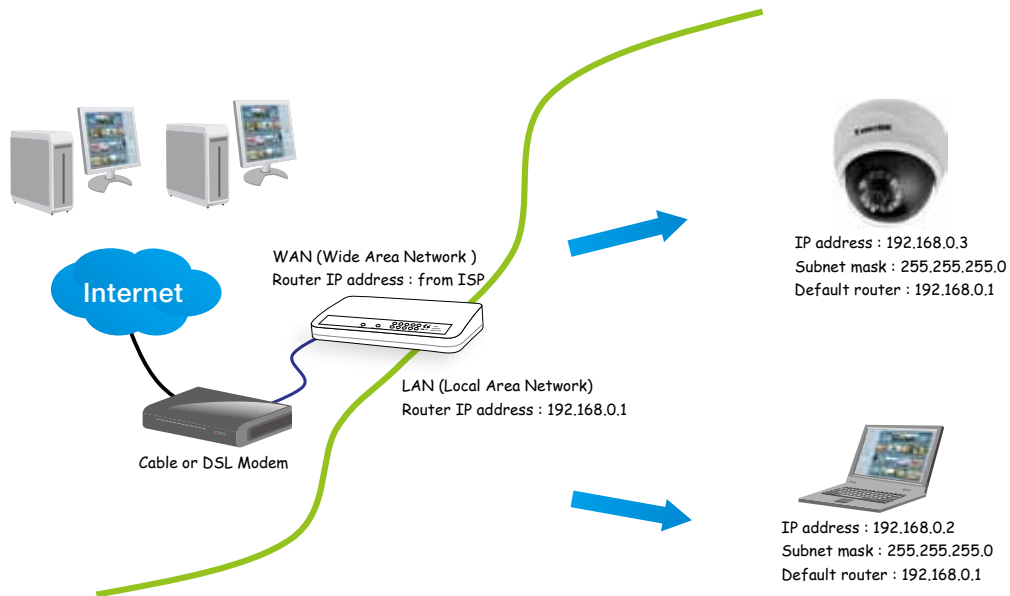 WAN (Wide Area Network )
Router IP address : from ISP
Internet
LAN (Local Area Network)
Router IP address : 192.168.0.1
Cable or DSL Modem
IP address : 192.168.0.3
Subnet mask : 255.255.255.0
Default router : 192.168.0.1
IP address : 192.168.0.2
Subnet mask : 255.255.255.0
Default router : 192.168.0.1